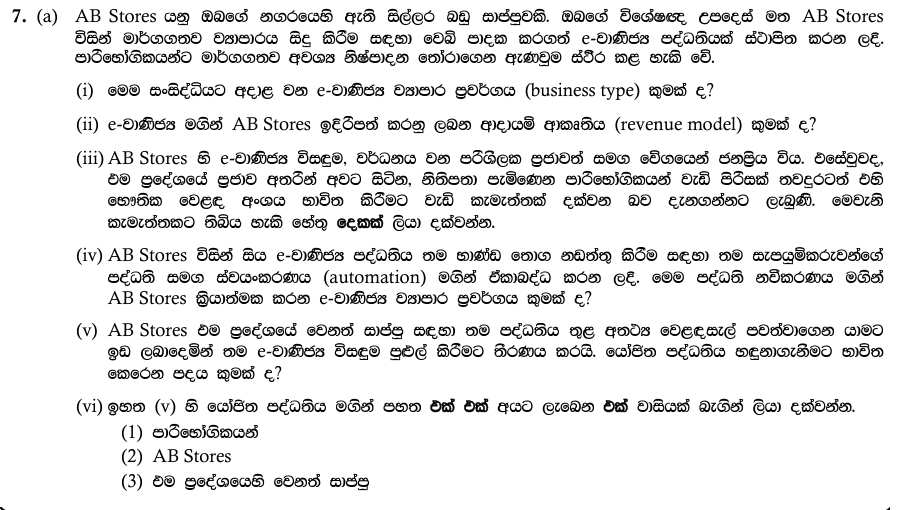 7. (a) AB Stores යනු ඔබගේ නගරයෙහි ඇති සිල්ලර බඩු සාප්පුවකි. ඔබගේ විශේෂඥ උපදෙස් මත AB Stores
විසින් මාර්ගගතව ව්‍යාපාරය සිදු කිරීම සඳහා වෙබ් පාදක කරගත් e-වාණිජ්‍ය පද්ධතියක් ස්ථාපිත කරන ලදී.
පාරිභෝගිකයන්ට මාර්ගගතව අවශ්‍ය නිෂ්පාදන තෝරාගෙන ඇණවුම ස්ථිර කළ හැකි වේ.
(i) මෙම සංසිද්ධියට අදාළ වන e-වාණිජ්‍ය ව්‍යාපාර ප්‍රවර්ගය (business type) කුමක් ද?
(ii) e-වාණිජ්‍ය මගින් AB Stores ඉදිරිපත් කරනු ලබන ආදායම් ආකෘතිය (revenue model) කුමක් ද?
(iii) AB Stores හි e-වාණිජ්‍ය විසඳුම, වර්ධනය වන පරිශීලක ප්‍රජාවත් සමග වේගයෙන් ජනප්‍රිය විය. එසේවුවද,
එම ප්‍රදේශයේ ප්‍රජාව අතරින් අවට සිටින, නිතිපතා පැමිණෙන පාරිභෝගිකයන් වැඩි පිරිසක් තවදුරටත් එහි
භෞතික වෙළඳ අංශය භාවිත කිරීමට වැඩි කැමැත්තක් දක්වන බව දැනගන්නට ලැබුණි. මෙවැනි
කැමැත්තකට තිබිය හැකි හේතු දෙකක් ලියා දක්වන්න.
(iv) AB Stores විසින් සිය e-වාණිජ්‍ය පද්ධතිය තම භාණ්ඩ තොග නඩත්තු කිරීම සඳහා තම සැපයුම්කරුවන්ගේ
පද්ධති සමග ස්වයංකරණය (automation) මගින් ඒකාබද්ධ කරන ලදී. මෙම පද්ධති නවීකරණය මගින්
AB Stores ක්‍රියාත්මක කරන e-වාණිජ්‍ය ව්‍යාපාර ප්‍රවර්ගය කුමක් ද?
(v) AB Stores එම ප්‍රදේශයේ වෙනත් සාප්පු සඳහා තම පද්ධතිය තුළ අතථ්‍ය වෙළඳසැල් පවත්වාගෙන යාමට
ඉඩ ලබාදෙමින් තම e-වාණිජ්‍ය විසඳුම පුළුල් කිරීමට තීරණය කරයි. යෝජිත පද්ධතිය හඳුනාගැනීමට භාවිත
කෙරෙන පදය කුමක් ද?
(vi) ඉහත (v) හි යෝජිත පද්ධතිය මගින් පහත එක් එක් අයට ලැබෙන එක් වාසියක් බැගින් ලියා දක්වන්න.
(1) පාරිභෝගිකයන්
(2) AB Stores
(3) එම ප්‍රදේශයෙහි වෙනත් සාප්පු